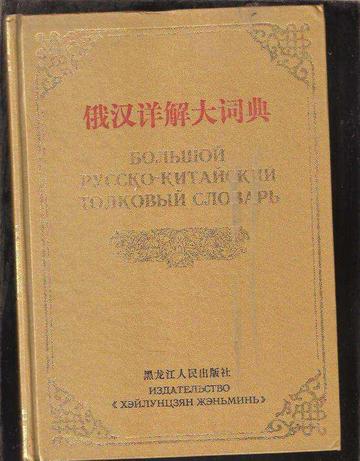 俄汉详解大词典
БОЛЬШОЙ
РУССКО-КИТАЙСКИЙ
ТОЛКОВЫЙ СЛОВАРЬ
黑龙江人民出版社
ИЗДАТЕЛЬСТВО
《ХЭЙЛУНЦЗЯН ЖЭНЬМИНЬ》